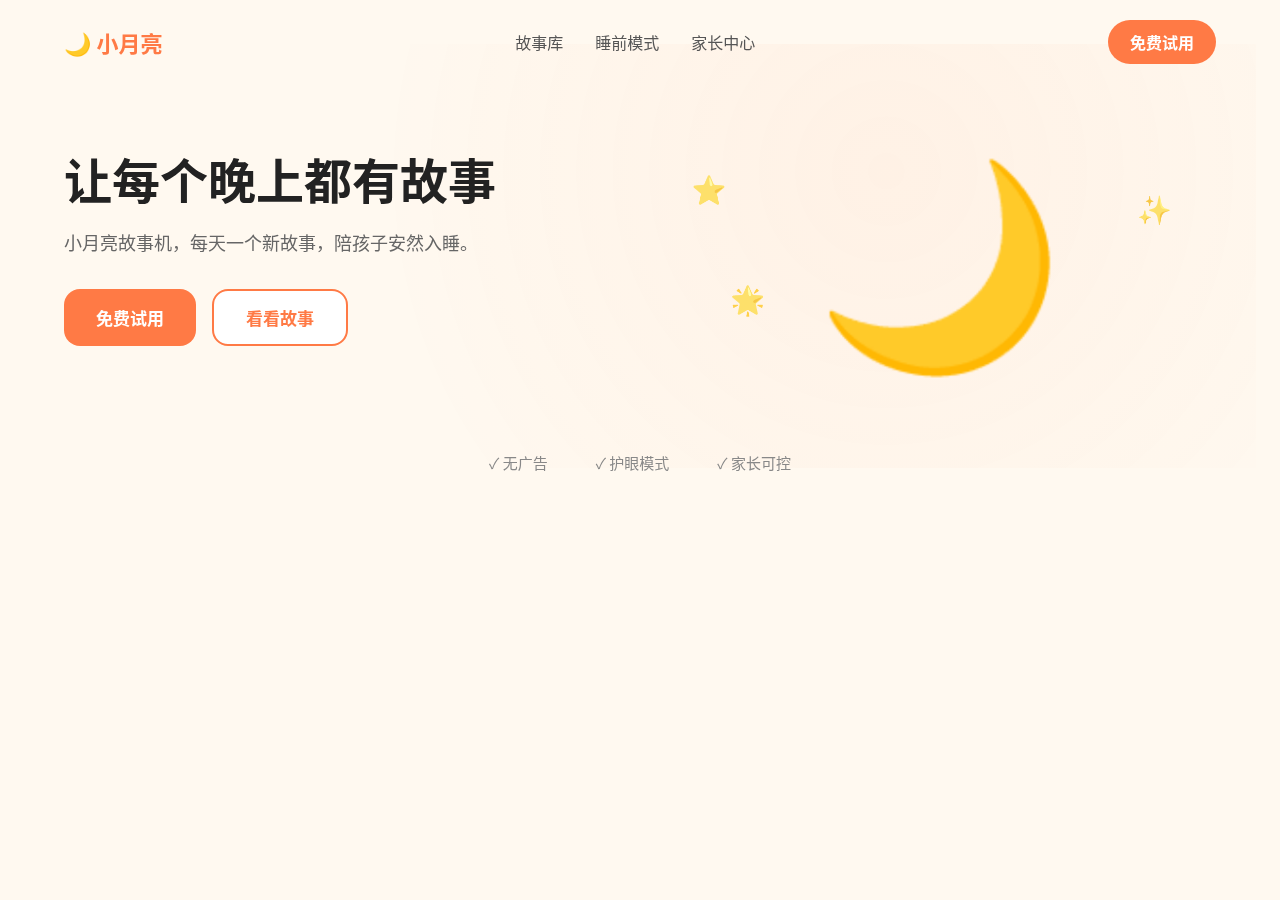 🌙 小月亮
故事库 睡前模式 家长中心
免费试用
让每个晚上都有故事
小月亮故事机，每天一个新故事，陪孩子安然入睡。
免费试用 看看故事
✓ 无广告 ✓ 护眼模式 ✓ 家长可控